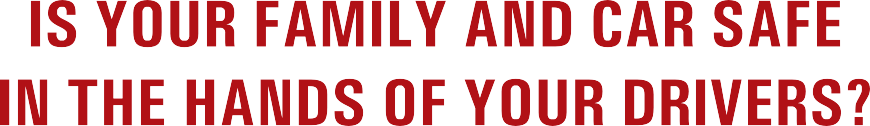 IS YOUR FAMILY AND CAR SAFE
IN THE HANDS OF YOUR DRIVERS?